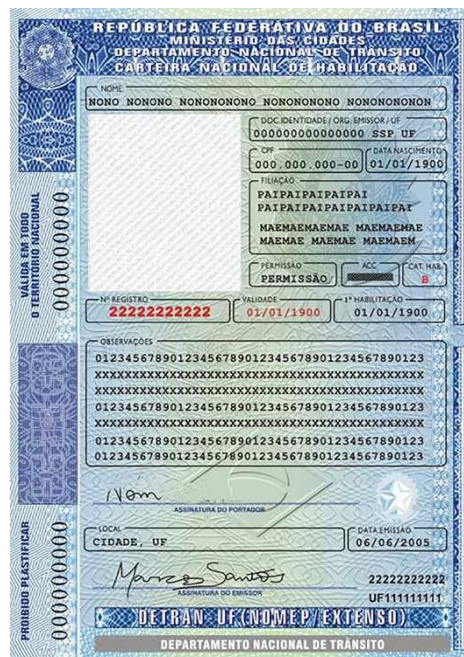 REPÚBLICA FEDERATIVA DO BRASIL
MINISTÉRIO DAS CIDADES
DEPARTAMENTO NACIONAL DE TRÂNSITO
CARTEIRA NACIONAL DE HABILITAÇÃO
NOME
NONO NONONO NONONONONO NONONONONO NONONONONON
DOC. IDENTIDADE / ORG. EMISSOR / UF
000000000000000 SSP UF
CPF
000.000.000-00
DATA NASCIMENTO
01/01/1900
FILIAÇÃO
PAIPAIPAIPAIPAI
PAIPAIPAIPAIPAIPAIPAI
MAEMAEMAEMAE MAEMAEMAE
MAEMAE MAEMAE MAEMAEM
PERMISSÃO
PERMISSÃO
ACC
CAT. HAB.
B
Nº REGISTRO
22222222222
VALIDADE
01/01/1900
1ª HABILITAÇÃO
01/01/1900
VÁLIDA EM TODO
O TERRITÓRIO NACIONAL
0000000000
OBSERVAÇÕES
01234567890123456789012345678901234567890123
XXXXXXXXXXXXXXXXXXXXXXXXXXXXXXXXXXXXXXXXXXXX
XXXXXXXXXXXXXXXXXXXXXXXXXXXXXXXXXXXXXXXXXXXX
01234567890123456789012345678901234567890123
XXXXXXXXXXXXXXXXXXXXXXXXXXXXXXXXXXXXXXXXXXXX
01234567890123456789012345678901234567890123
01234567890123456789012345678901234567890123
ASSINATURA DO PORTADOR
LOCAL
CIDADE, UF
DATA EMISSÃO
06/06/2005
Marcos Santos
ASSINATURA DO EMISSOR
22222222222
UF111111111
PROIBIDO PLASTIFICAR
0000000000
DETRAN UF(NOME P/ EXTENSO)
DEPARTAMENTO NACIONAL DE TRÂNSITO